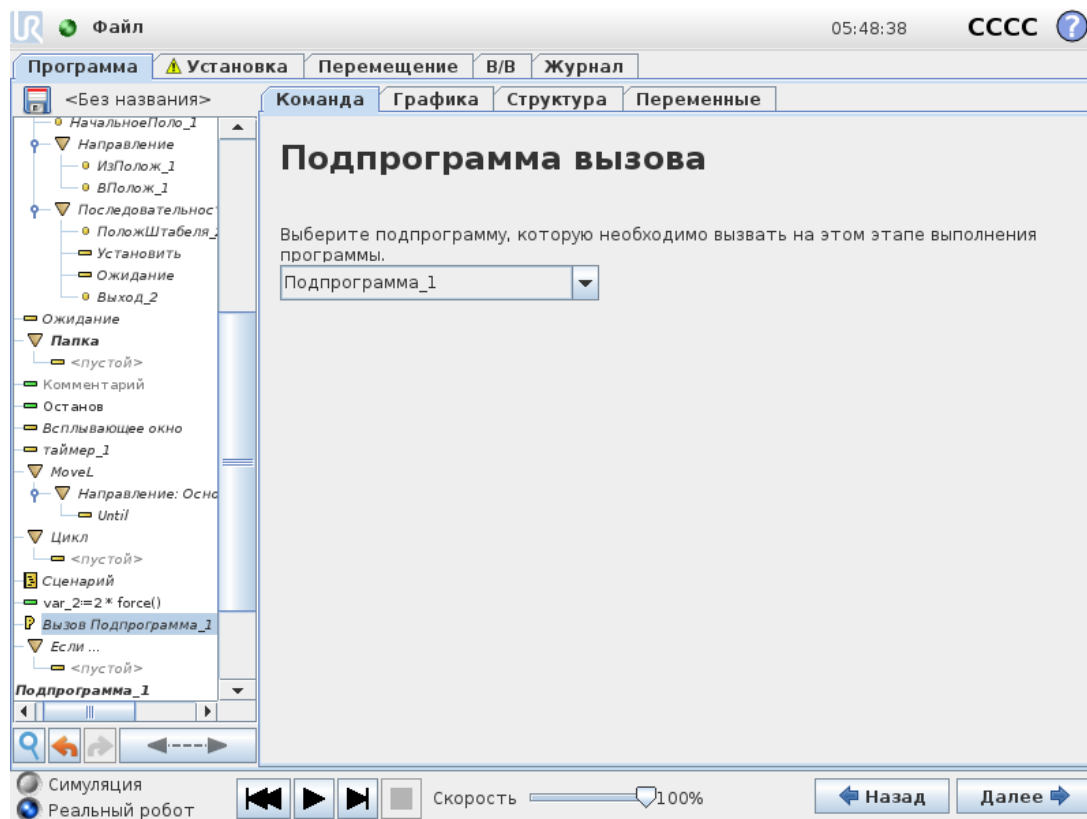 UR Файл 05:48:38 CCCC ?
Программа Установка Перемещение В/В Журнал
<Без названия> Команда Графика Структура Переменные
НачальноеПоло_1
Направление
ИзПолож_1
ВПолож_1
Последовательнос
ПоложШтабеля_
Установить
Ожидание
Выход_2
Ожидание
Папка
<пустой>
Комментарий
Останов
Всплывающее окно
таймер_1
MoveL
Направление: Осно
Until
Цикл
<пустой>
Сценарий
var_2:=2 * force()
Вызов Подпрограмма_1
Если ...
<пустой>
Подпрограмма_1
Подпрограмма вызова
Выберите подпрограмму, которую необходимо вызвать на этом этапе выполнения
программы.
Подпрограмма_1
Симуляция
Реальный робот
Скорость 100%
Назад Далее